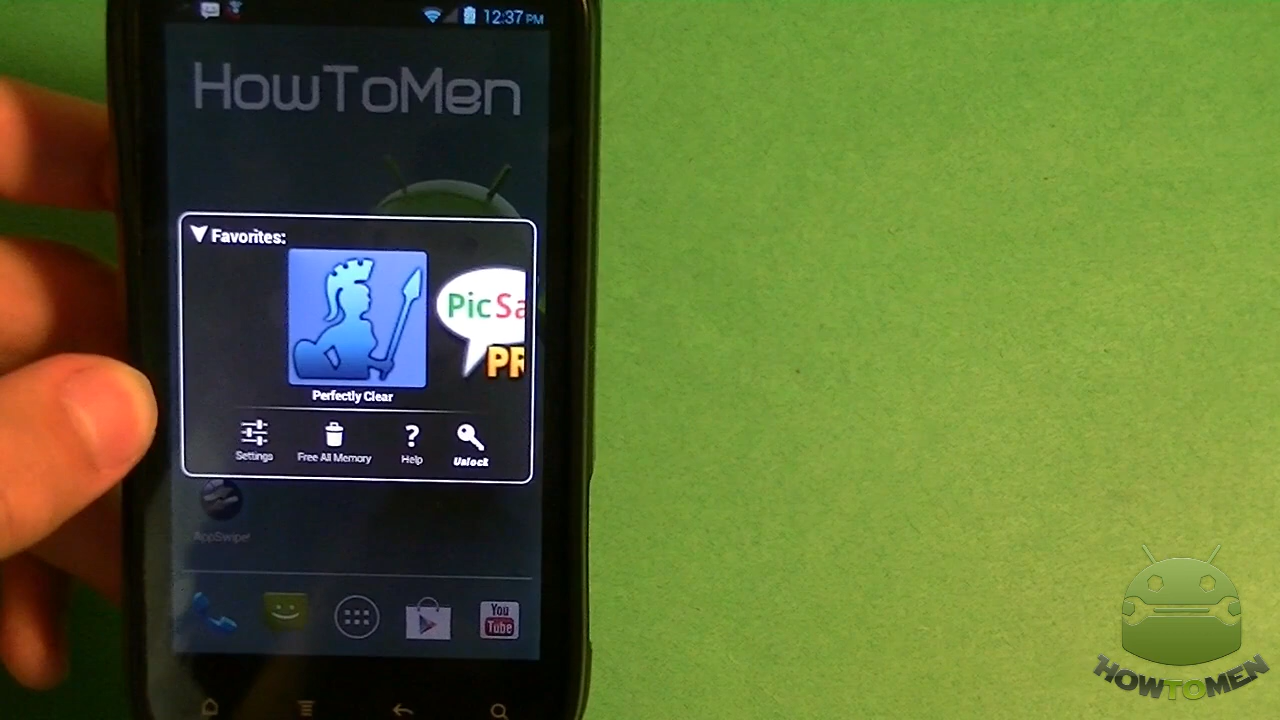 12:37 PM
HowToMen
Favorites:
PicSa
PR
Perfectly Clear
Settings
Free All Memory
Help
Unlock
AppSwipe!
You
Tube
HOWTOMEN